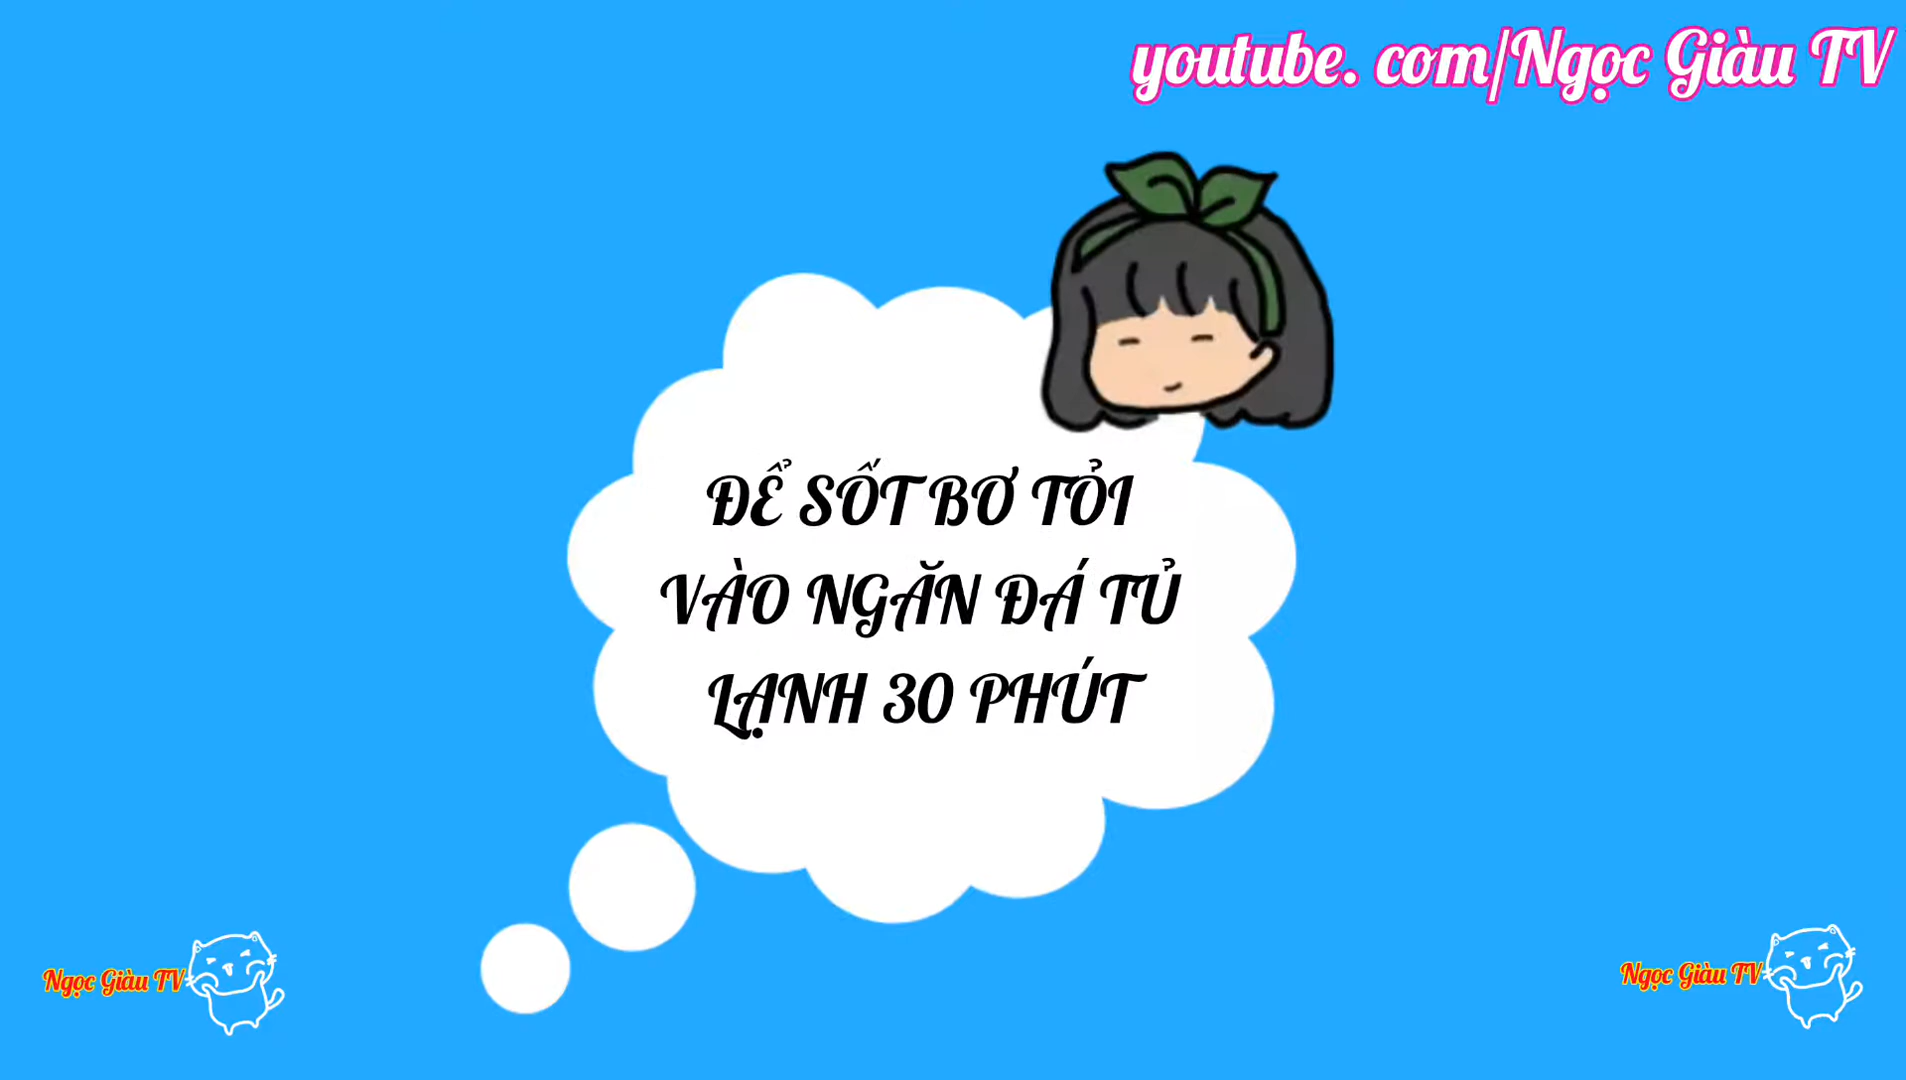 youtube. com/Ngọc Giàu TV
ĐỂ SỐT BƠ TỎI
VÀO NGĂN ĐÁ TỦ
LẠNH 30 PHÚT
Ngọc Giàu TV
Ngọc Giàu TV